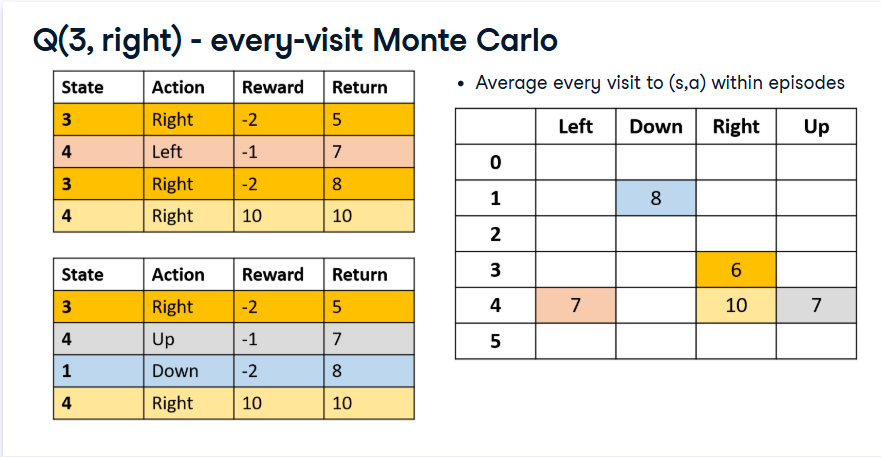 Q(3, right) - every-visit Monte Carlo
State Action Reward Return
3 Right -2 5
4 Left -1 7
3 Right -2 8
4 Right 10 10
State Action Reward Return
3 Right -2 5
4 Up -1 7
1 Down -2 8
4 Right 10 10
• Average every visit to (s,a) within episodes
Left Down Right Up
0
1 8
2
3 6
4 7 10 7
5